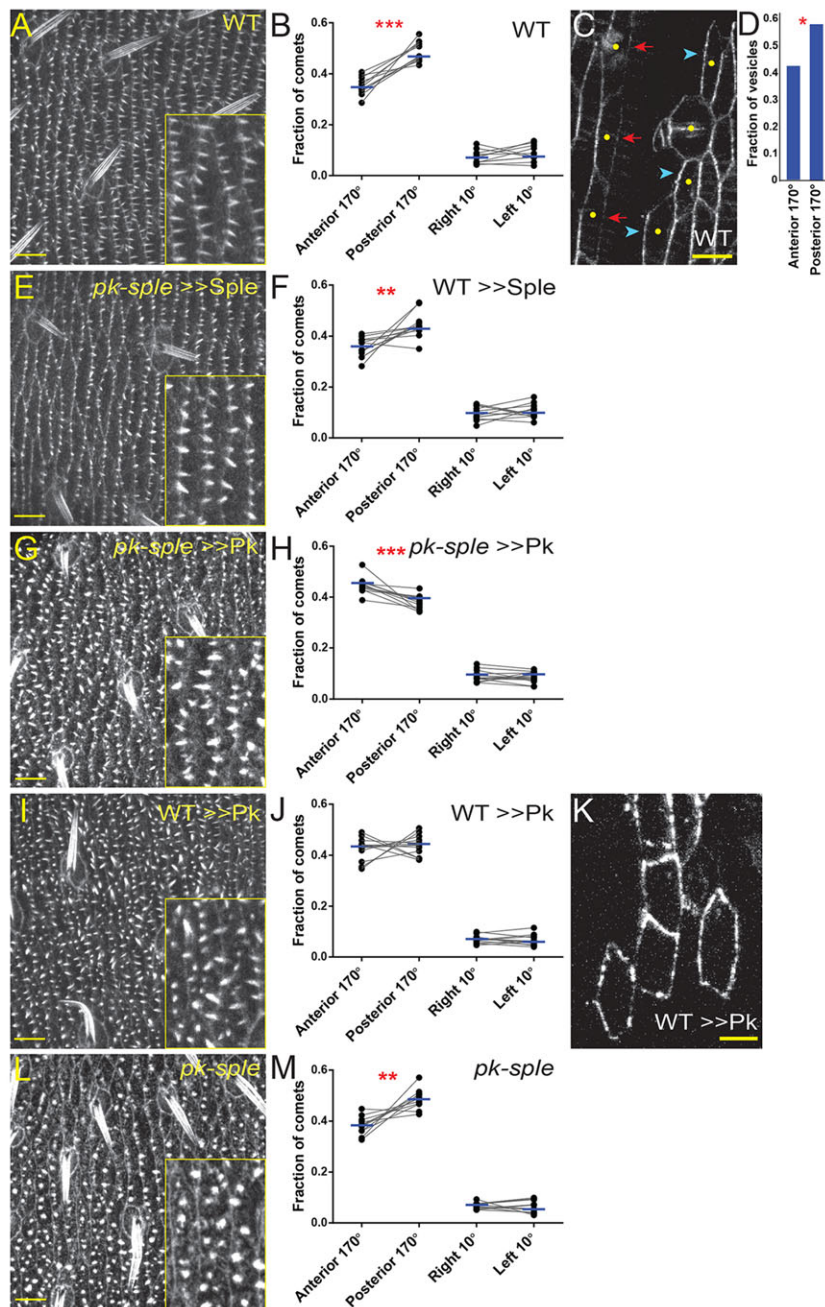 A WT
B WT
***
Fraction of comets
0.6
0.4
0.2
0.0
Anterior 170°
Posterior 170°
Right 10°
Left 10°
C
WT
D
*
Fraction of vesicles
0.6
0.5
0.4
0.3
0.2
0.1
0
Anterior 170°
Posterior 170°
E pk-sple >>Sple
F WT >>Sple
**
Fraction of comets
0.6
0.4
0.2
0.0
Anterior 170°
Posterior 170°
Right 10°
Left 10°
G pk-sple >>Pk
H pk-sple >>Pk
***
Fraction of comets
0.6
0.4
0.2
0.0
Anterior 170°
Posterior 170°
Right 10°
Left 10°
I WT >>Pk
J WT >>Pk
Fraction of comets
0.6
0.4
0.2
0.0
Anterior 170°
Posterior 170°
Right 10°
Left 10°
K
WT >>Pk
L pk-sple
M pk-sple
**
Fraction of comets
0.6
0.4
0.2
0.0
Anterior 170°
Posterior 170°
Right 10°
Left 10°